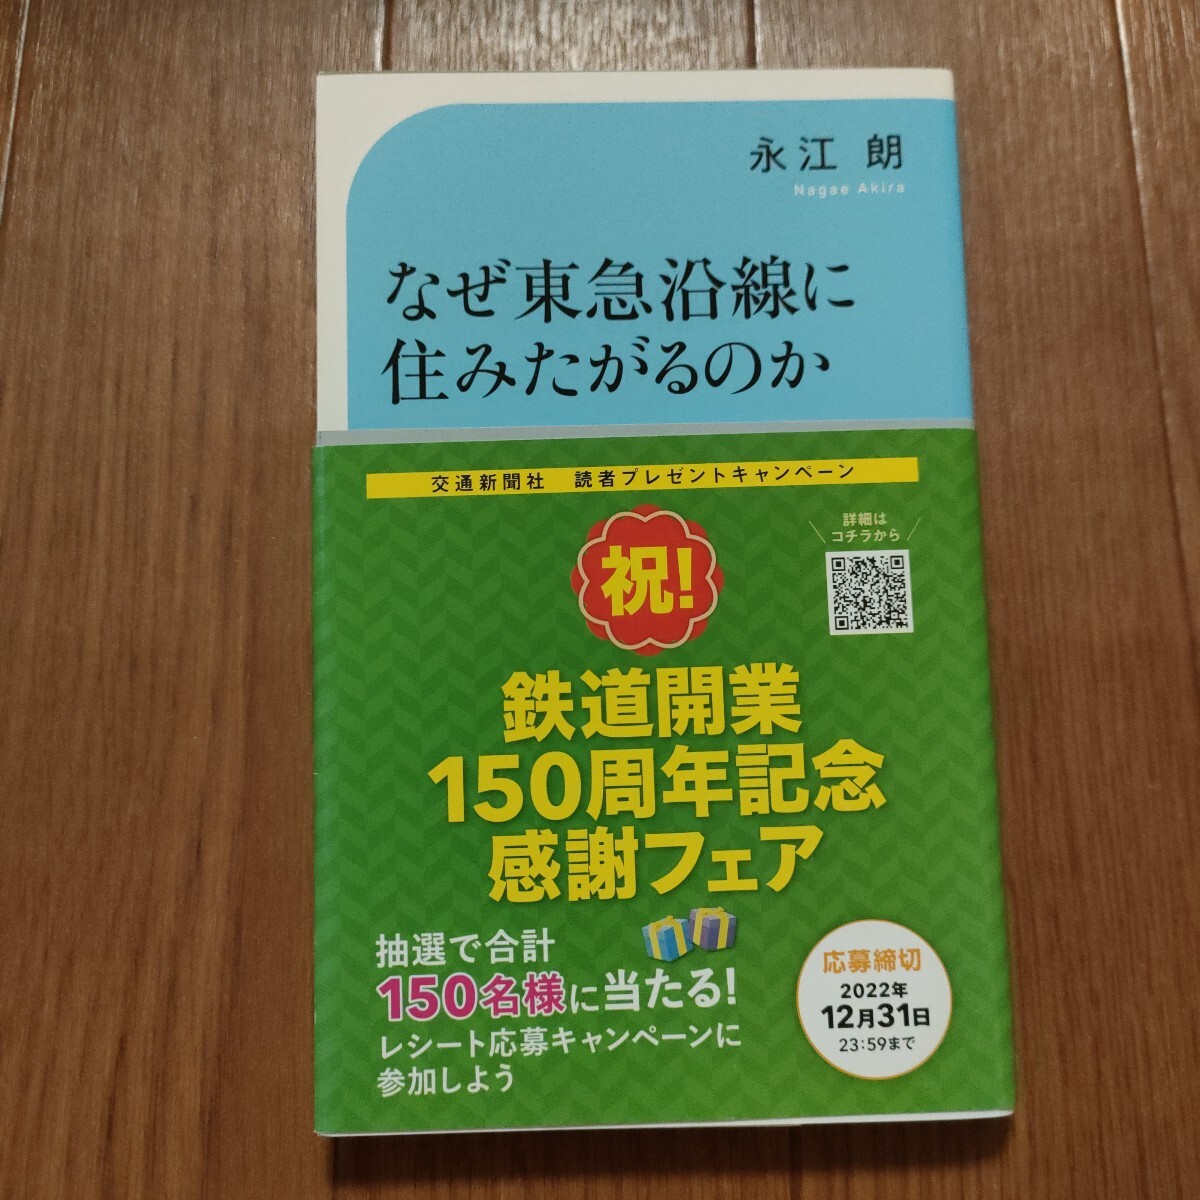 永江 朗
Nagae Akira
なぜ東急沿線に
住みたがるのか
交通新聞社　読者プレゼントキャンペーン
詳細は
コチラから
祝!
鉄道開業
150周年記念
感謝フェア
抽選で合計
150名様に当たる!
レシート応募キャンペーンに
参加しよう
応募締切
2022年
12月31日
23:59まで